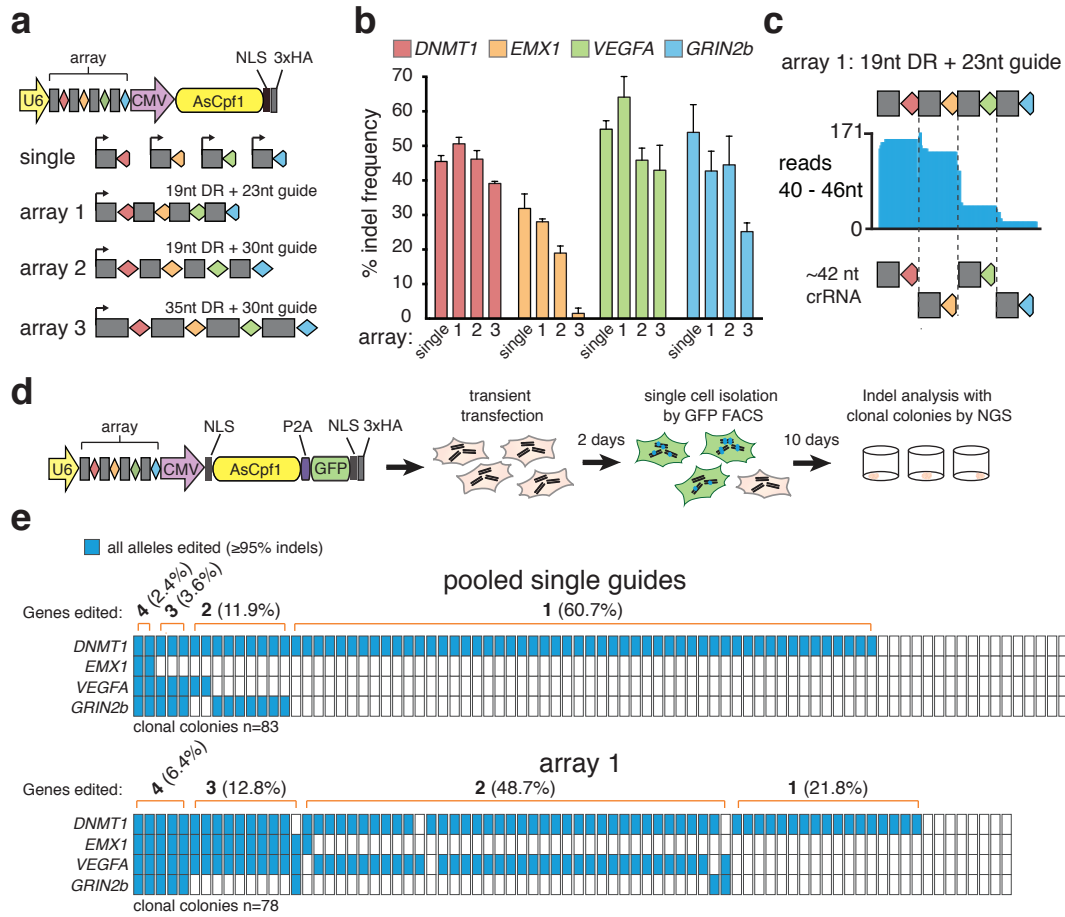 a
array
NLS 3xHA
U6
CMV
AsCpf1
single
19nt DR + 23nt guide
array 1
19nt DR + 30nt guide
array 2
35nt DR + 30nt guide
array 3
b
DNMT1 EMX1 VEGFA GRIN2b
% indel frequency
70
60
50
40
30
20
10
0
array:
single 1 2 3 single 1 2 3 single 1 2 3 single 1 2 3
c
array 1: 19nt DR + 23nt guide
171
reads
40 - 46nt
0
~42 nt
crRNA
d
array
NLS
P2A
NLS 3xHA
U6
CMV
AsCpf1
GFP
transient
transfection
2 days
single cell isolation
by GFP FACS
10 days
Indel analysis with
clonal colonies by NGS
e
all alleles edited (≥95% indels)
pooled single guides
Genes edited:
4 (2.4%)
3 (3.6%)
2 (11.9%)
1 (60.7%)
DNMT1
EMX1
VEGFA
GRIN2b
clonal colonies n=83
array 1
Genes edited:
4 (6.4%)
3 (12.8%)
2 (48.7%)
1 (21.8%)
DNMT1
EMX1
VEGFA
GRIN2b
clonal colonies n=78